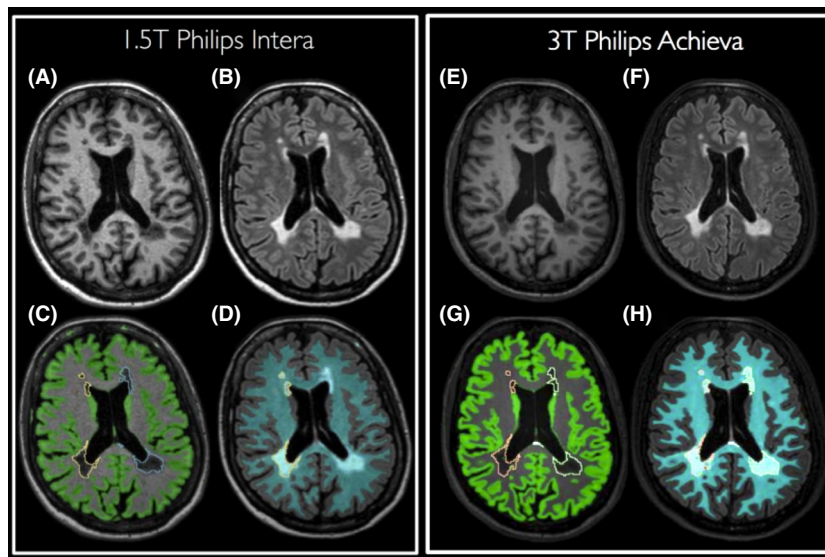 1.5T Philips Intera
3T Philips Achieva
(A)
(B)
(E)
(F)
(C)
(D)
(G)
(H)